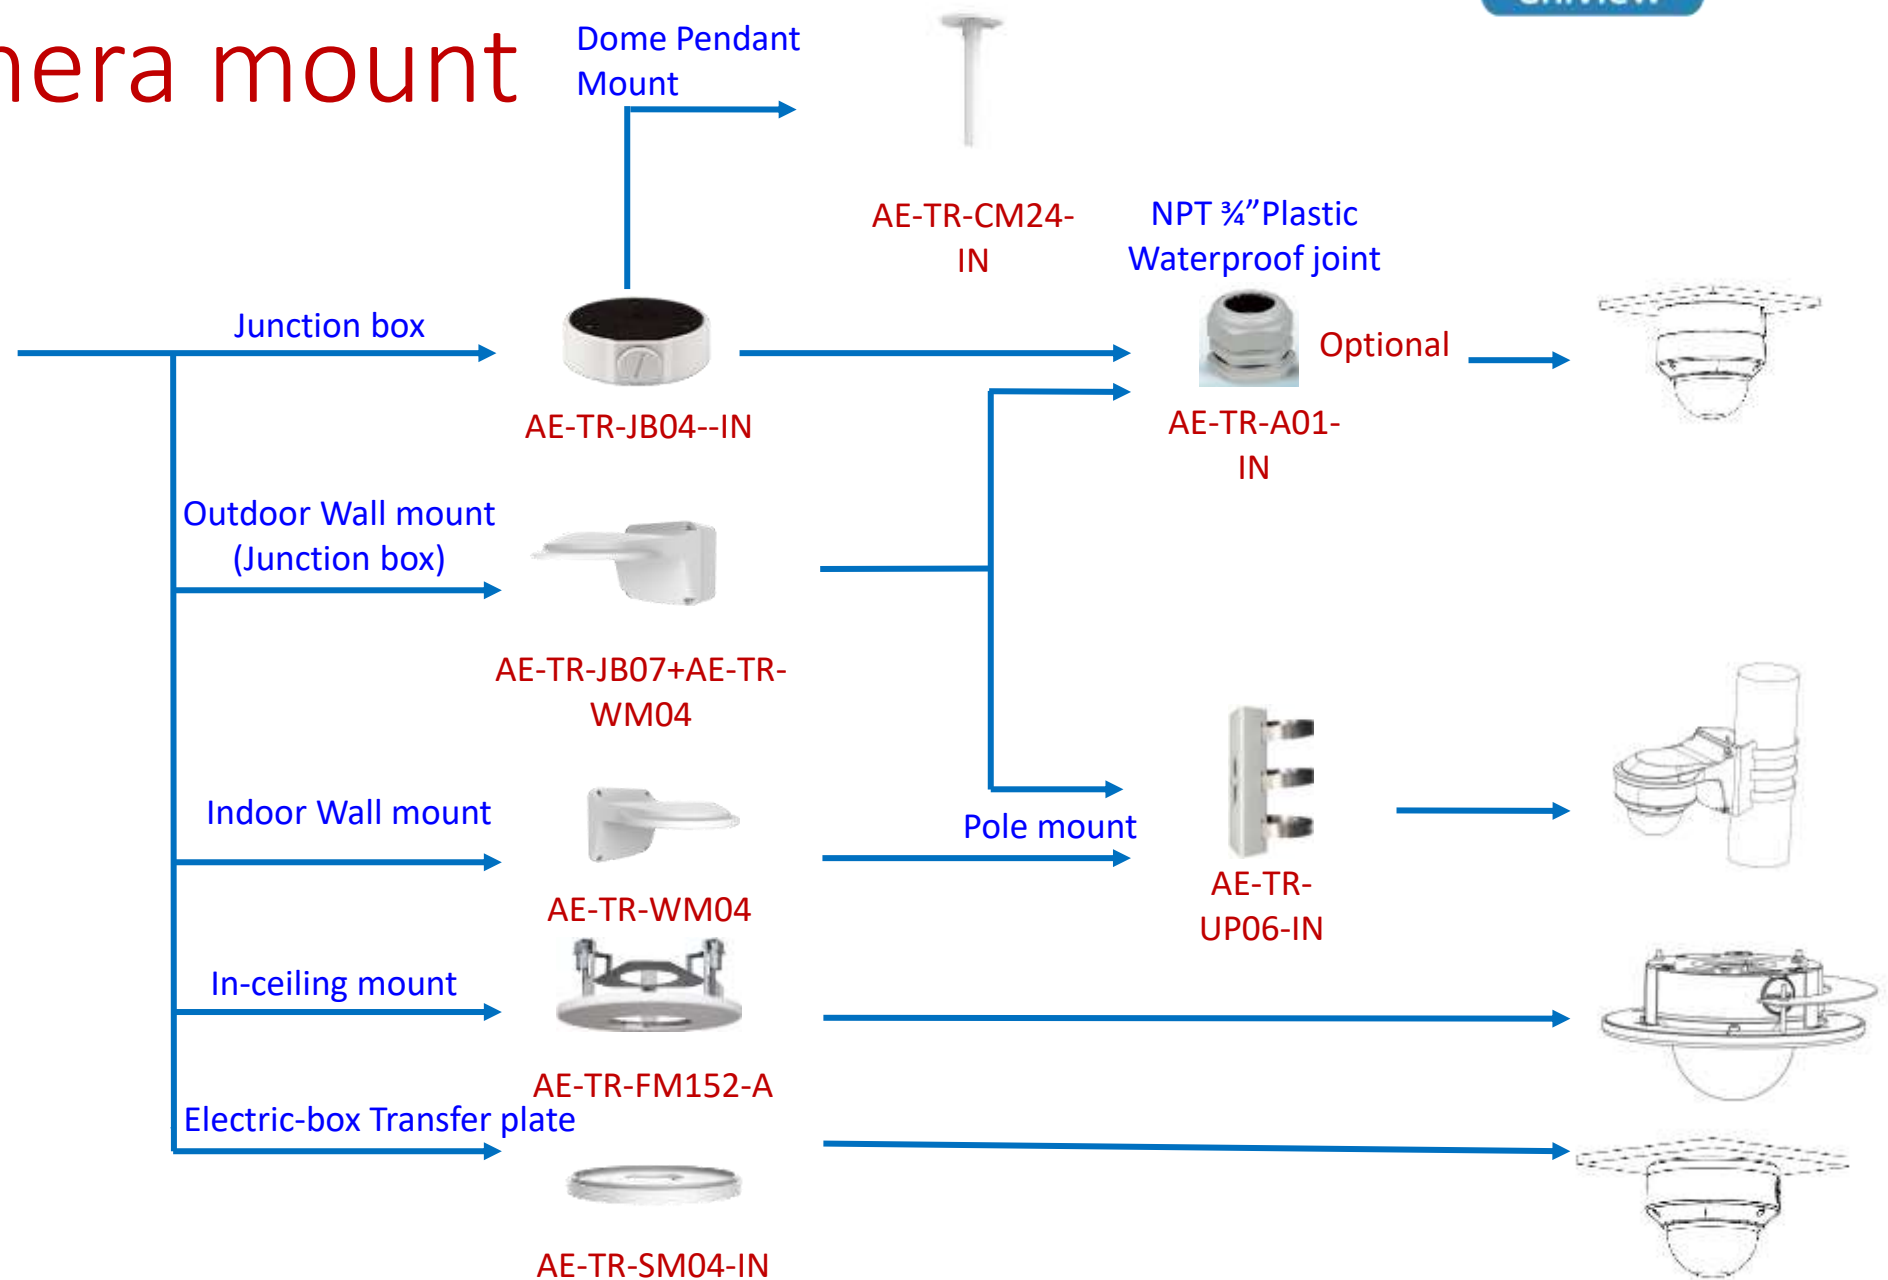 mera mount
Dome Pendant
Mount
AE-TR-CM24-
IN
NPT ¾”Plastic
Waterproof joint
Junction box
Optional
AE-TR-JB04--IN
AE-TR-A01-
IN
Outdoor Wall mount
(Junction box)
AE-TR-JB07+AE-TR-
WM04
Indoor Wall mount
Pole mount
AE-TR-WM04
AE-TR-
UP06-IN
In-ceiling mount
AE-TR-FM152-A
Electric-box Transfer plate
AE-TR-SM04-IN